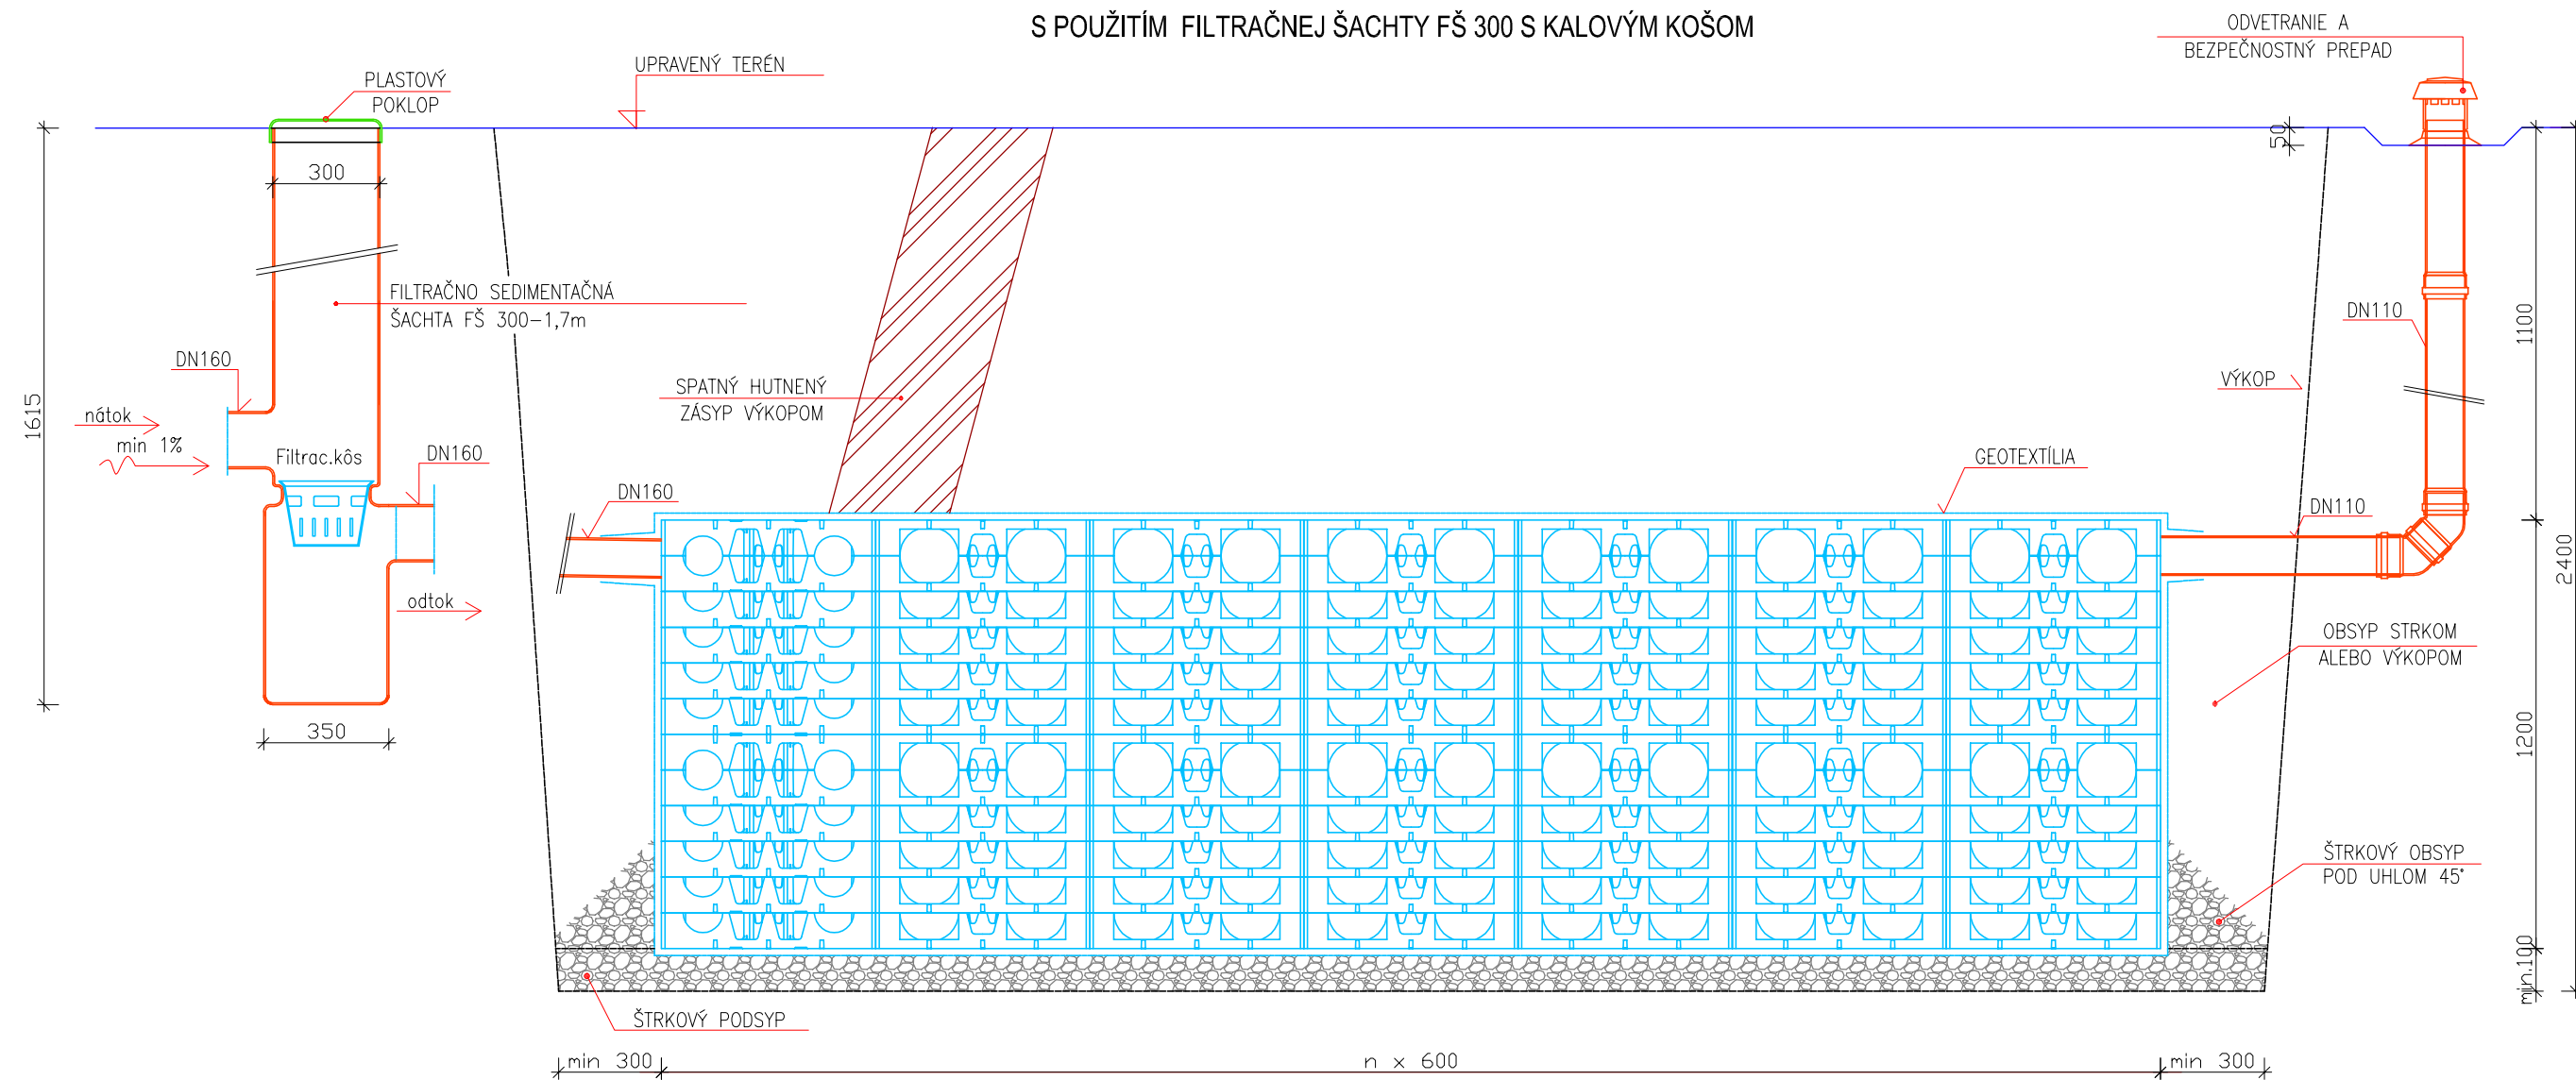 S POUŽITÍM FILTRAČNEJ ŠACHTY FŠ 300 S KALOVÝM KOŠOM
ODVETRANIE A
BEZPEČNOSTNÝ PREPAD
UPRAVENÝ TERÉN
PLASTOVÝ
POKLOP
300
50
FILTRAČNO SEDIMENTAČNÁ
ŠACHTA FŠ 300-1,7m
DN110
1100
DN160
SPATNÝ HUTNENÝ
ZÁSYP VÝKOPOM
VÝKOP
1615
nátok
min 1%
Filtrac.kôs
DN160
GEOTEXTÍLIA
DN160
DN110
2400
odtok
OBSYP STRKOM
ALEBO VÝKOPOM
350
1200
ŠTRKOVÝ OBSYP
POD UHLOM 45°
min.100
ŠTRKOVÝ PODSYP
min 300
n x 600
min 300